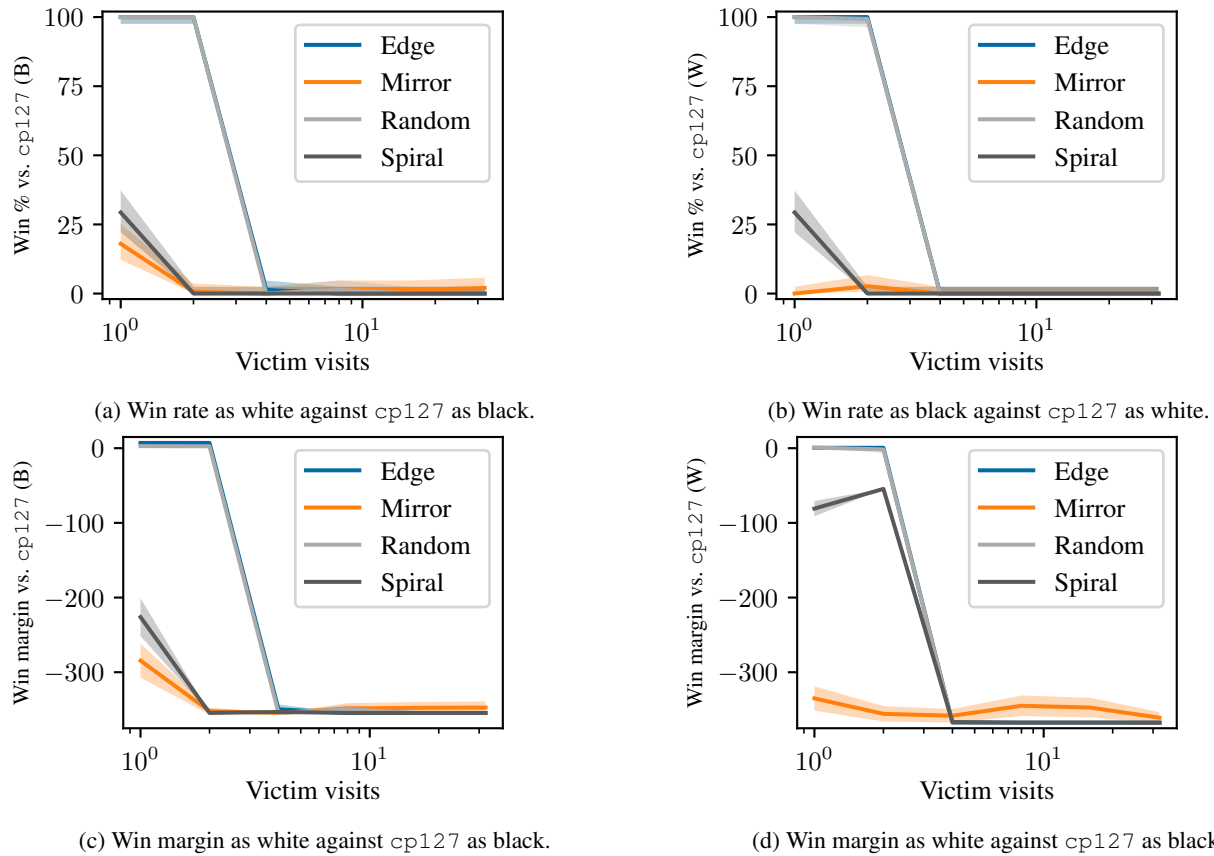 100
75
50
25
0
Win % vs. cp127 (B)
Edge
Mirror
Random
Spiral
10^0
10^1
Victim visits
(a) Win rate as white against cp127 as black.
100
75
50
25
0
Win % vs. cp127 (W)
Edge
Mirror
Random
Spiral
10^0
10^1
Victim visits
(b) Win rate as black against cp127 as white.
0
−100
−200
−300
Win margin vs. cp127 (B)
Edge
Mirror
Random
Spiral
10^0
10^1
Victim visits
(c) Win margin as white against cp127 as black.
0
−100
−200
−300
Win margin vs. cp127 (W)
Edge
Mirror
Random
Spiral
10^0
10^1
Victim visits
(d) Win margin as white against cp127 as black